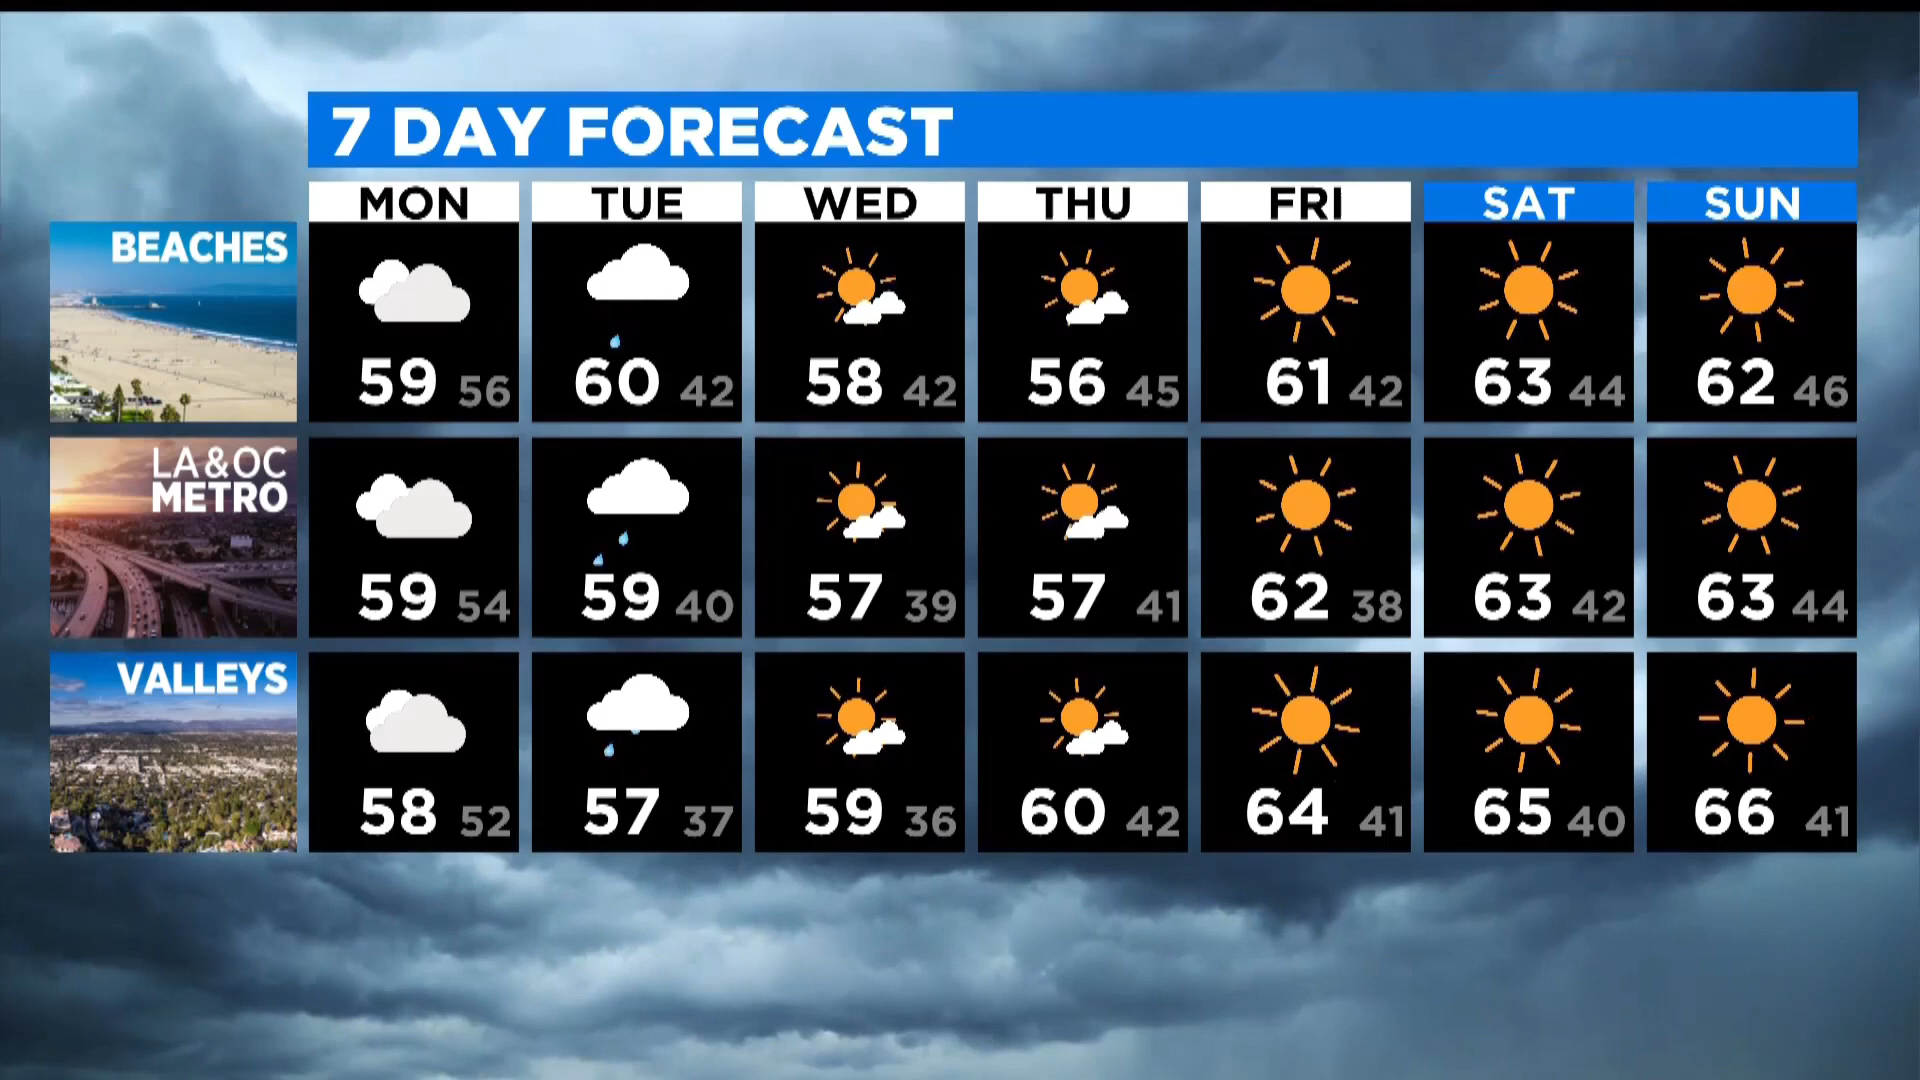 7 DAY FORECAST
MON TUE WED THU FRI SAT SUN
BEACHES
59 56 60 42 58 42 56 45 61 42 63 44 62 46
LA&OC
METRO
59 54 59 40 57 39 57 41 62 38 63 42 63 44
VALLEYS
58 52 57 37 59 36 60 42 64 41 65 40 66 41